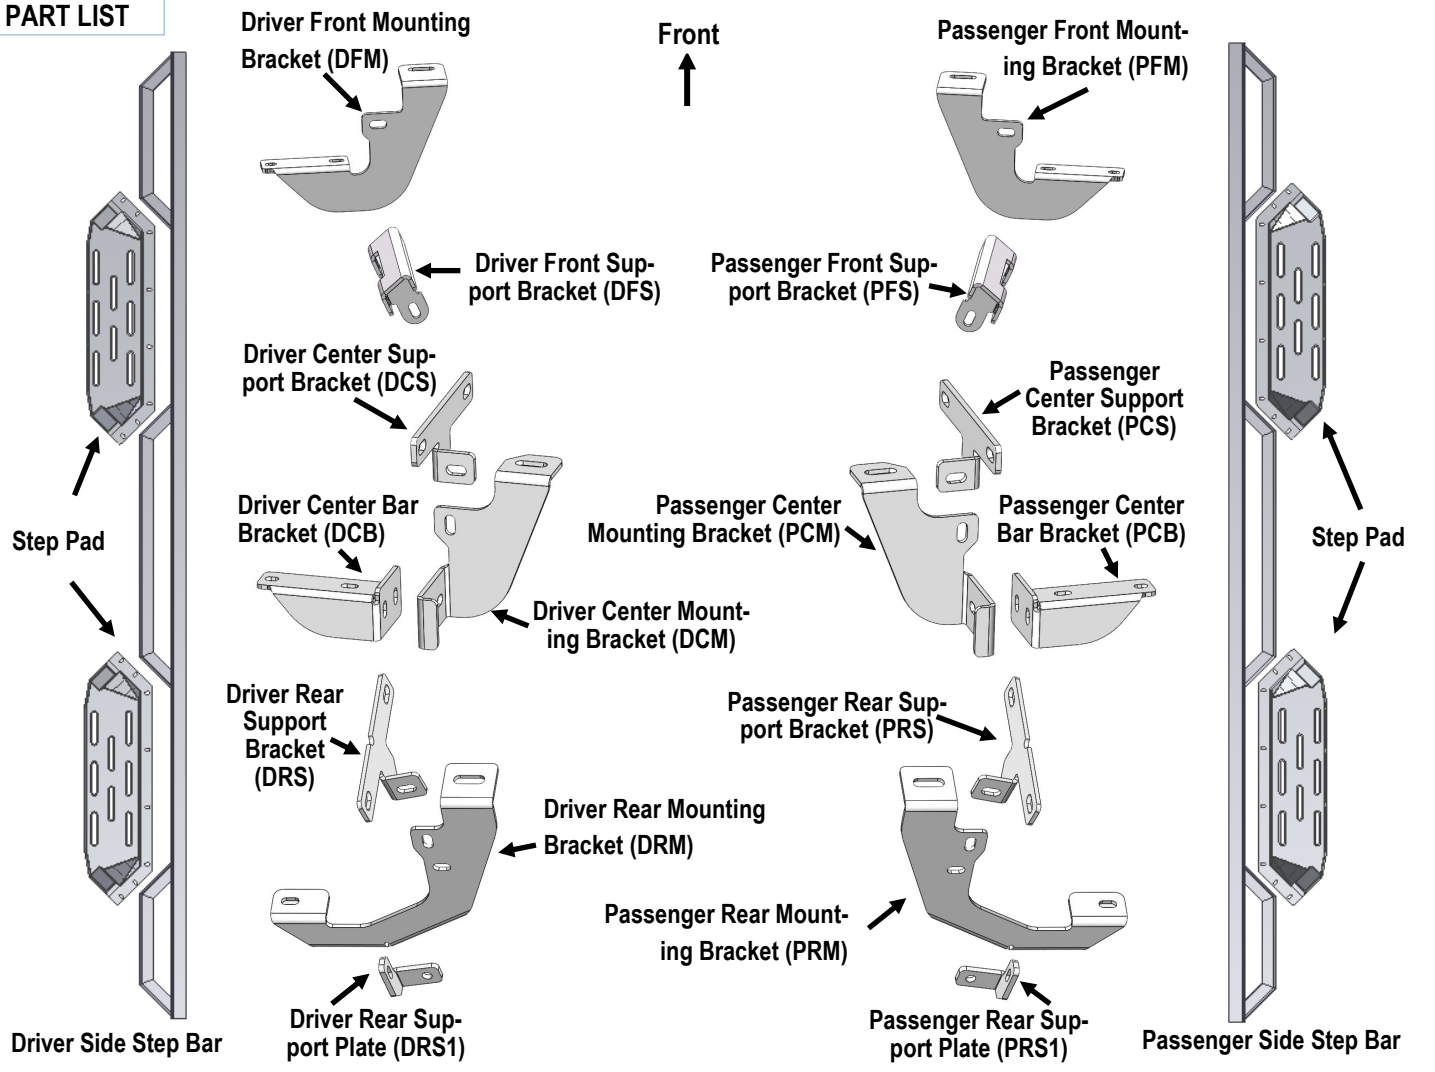 PART LIST
Driver Front Mounting
Bracket (DFM)
Front
Passenger Front Mount-
ing Bracket (PFM)
Driver Front Sup-
port Bracket (DFS)
Passenger Front Sup-
port Bracket (PFS)
Driver Center Sup-
port Bracket (DCS)
Passenger
Center Support
Bracket (PCS)
Step Pad
Driver Center Bar
Bracket (DCB)
Passenger Center
Mounting Bracket (PCM)
Passenger Center
Bar Bracket (PCB)
Step Pad
Driver Center Mount-
ing Bracket (DCM)
Driver Rear
Support
Bracket
(DRS)
Passenger Rear Sup-
port Bracket (PRS)
Driver Rear Mounting
Bracket (DRM)
Passenger Rear Mount-
ing Bracket (PRM)
Driver Side Step Bar
Driver Rear Sup-
port Plate (DRS1)
Passenger Rear Sup-
port Plate (PRS1)
Passenger Side Step Bar